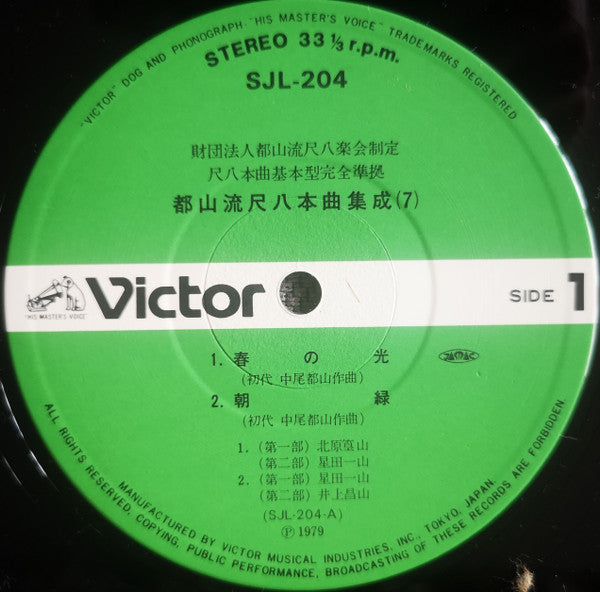 "VICTOR" DOG AND PHONOGRAPH "HIS MASTER'S VOICE" TRADEMARKS REGISTERED
STEREO 33 1/3 r.p.m.
SJL-204
財団法人都山流尺八楽会制定
尺八本曲基本型完全準拠
都山流尺八本曲集成(7)
"HIS MASTER'S VOICE"
Victor
SIDE 1
1. 春の光
JASRAC
(初代 中尾都山作曲)
2. 朝緑
(初代 中尾都山作曲)
1. (第一部) 北原篁山
(第二部) 星田一山
2. (第一部) 星田一山
(第二部) 井上昌山
(SJL-204-A)
Ⓟ 1979
MANUFACTURED BY VICTOR MUSICAL INDUSTRIES, INC., TOKYO, JAPAN.
ALL RIGHTS RESERVED. COPYING, PUBLIC PERFORMANCE, BROADCASTING OF THESE RECORDS ARE FORBIDDEN.